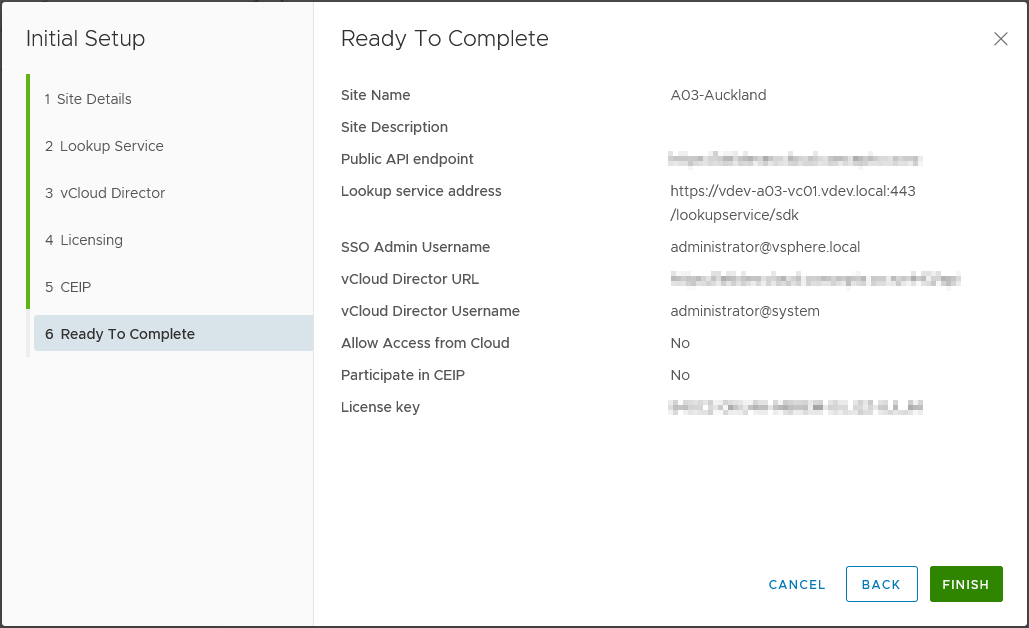 Initial Setup
1 Site Details
2 Lookup Service
3 vCloud Director
4 Licensing
5 CEIP
6 Ready To Complete
Ready To Complete
Site Name A03-Auckland
Site Description
Public API endpoint
Lookup service address https://vdev-a03-vc01.vdev.local:443
/lookupservice/sdk
SSO Admin Username administrator@vsphere.local
vCloud Director URL
vCloud Director Username administrator@system
Allow Access from Cloud No
Participate in CEIP No
License key
CANCEL BACK FINISH